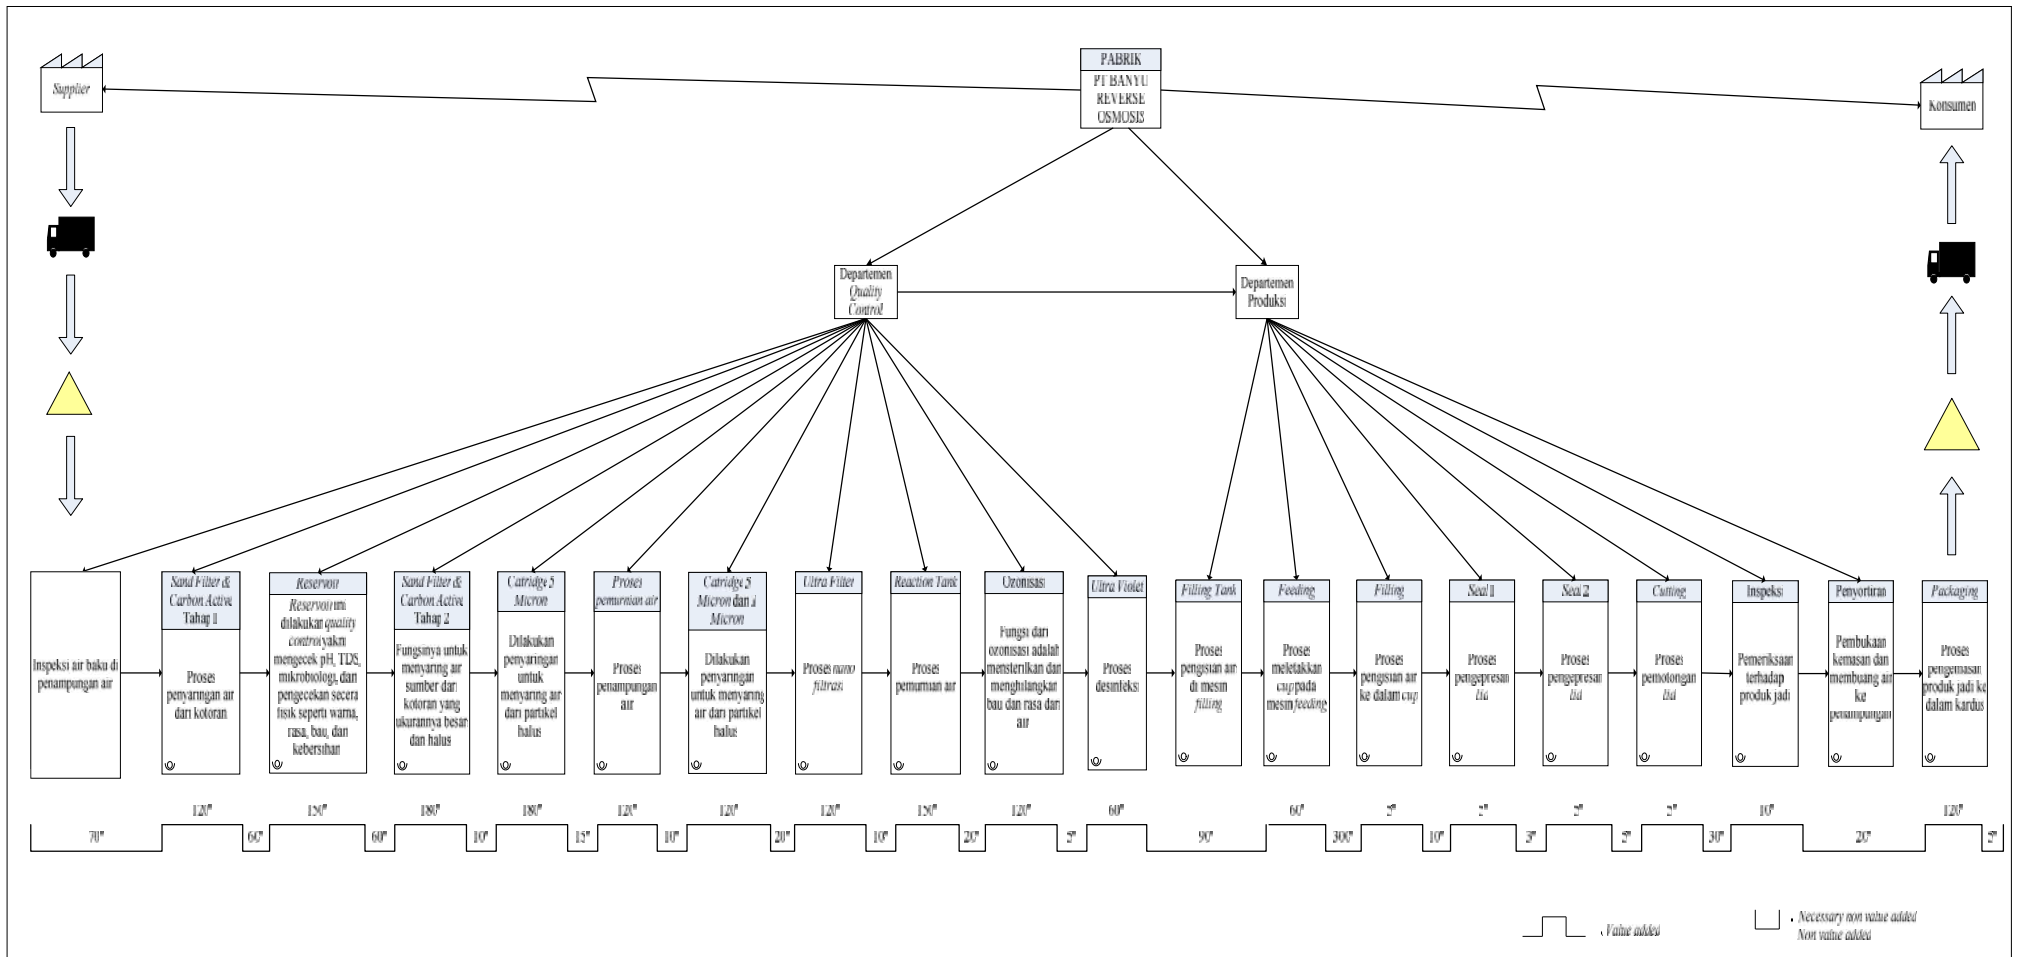 PABRIK
PT BANYU
REVERSE
OSMOSIS
Supplier
Konsumen
Departemen
Quality
Control
Departemen
Produksi
Inspeksi air baku di
penampungan air
Sand Filter &
Carbon Active
Tahap 1
Proses
penyaringan air
dari kotoran
Reservoir
Reservoir ini
dilakukan quality
control yakni
mengecek pH, TDS,
mikrobiologi, dan
pengecekan secera
fisik seperti warna,
rasa, bau, dan
kebersihan
Sand Filter &
Carbon Active
Tahap 2
Fungsinya untuk
menyaring air
sumber dari
kotoran yang
ukurannya besar
dan halus
Catridge 5
Micron
Dilakukan
penyaringan
untuk
menyaring air
dari partikel
halus
Proses
pemurnian air
Proses
penampungan
air
Catridge 5
Micron dan 1
Micron
Dilakukan
penyaringan
untuk menyaring
air dari partikel
halus
Ultra Filter
Proses nano
filtrasi
Reaction Tank
Proses
pemurnian air
Ozonisasi
Fungsi dari
ozonisasi adalah
mensterilkan dan
menghilangkan
bau dan rasa dari
air
Ultra Violet
Proses
desinfeksi
Filling Tank
Proses
pengisian air
di mesin
filling
Feeding
Proses
meletakkan
cup pada
mesin feeding
Filling
Proses
pengisian air
ke dalam cup
Seal 1
Proses
pengepresan
lid
Seal 2
Proses
pengepresan
lid
Cutting
Proses
pemotongan
lid
Inspeksi
Pemeriksaan
terhadap
produk jadi
Penyortiran
Pembukaan
kemasan dan
membuang air
ke
penampungan
Packaging
Proses
pengemasan
produk jadi ke
dalam kardus
120" 150" 180" 180" 120" 120" 120" 150" 120" 60" 60" 5" 5" 5" 5" 10" 120"
70" 60" 60" 10" 15" 10" 20" 10" 20" 5" 90" 300" 10" 3" 5" 30" 20" 5"
: Value added
: Necessary non value added
Non value added